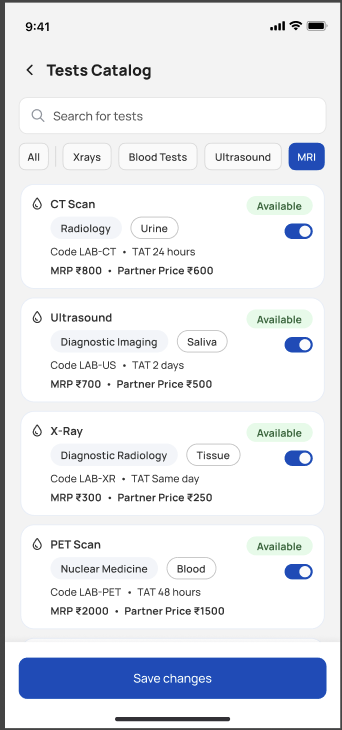 9:41
Tests Catalog
Search for tests
All Xrays Blood Tests Ultrasound MRI
CT Scan Available
Radiology Urine
Code LAB-CT • TAT 24 hours
MRP ₹800 • Partner Price ₹600
Ultrasound Available
Diagnostic Imaging Saliva
Code LAB-US • TAT 2 days
MRP ₹700 • Partner Price ₹500
X-Ray Available
Diagnostic Radiology Tissue
Code LAB-XR • TAT Same day
MRP ₹300 • Partner Price ₹250
PET Scan Available
Nuclear Medicine Blood
Code LAB-PET • TAT 48 hours
MRP ₹2000 • Partner Price ₹1500
Save changes